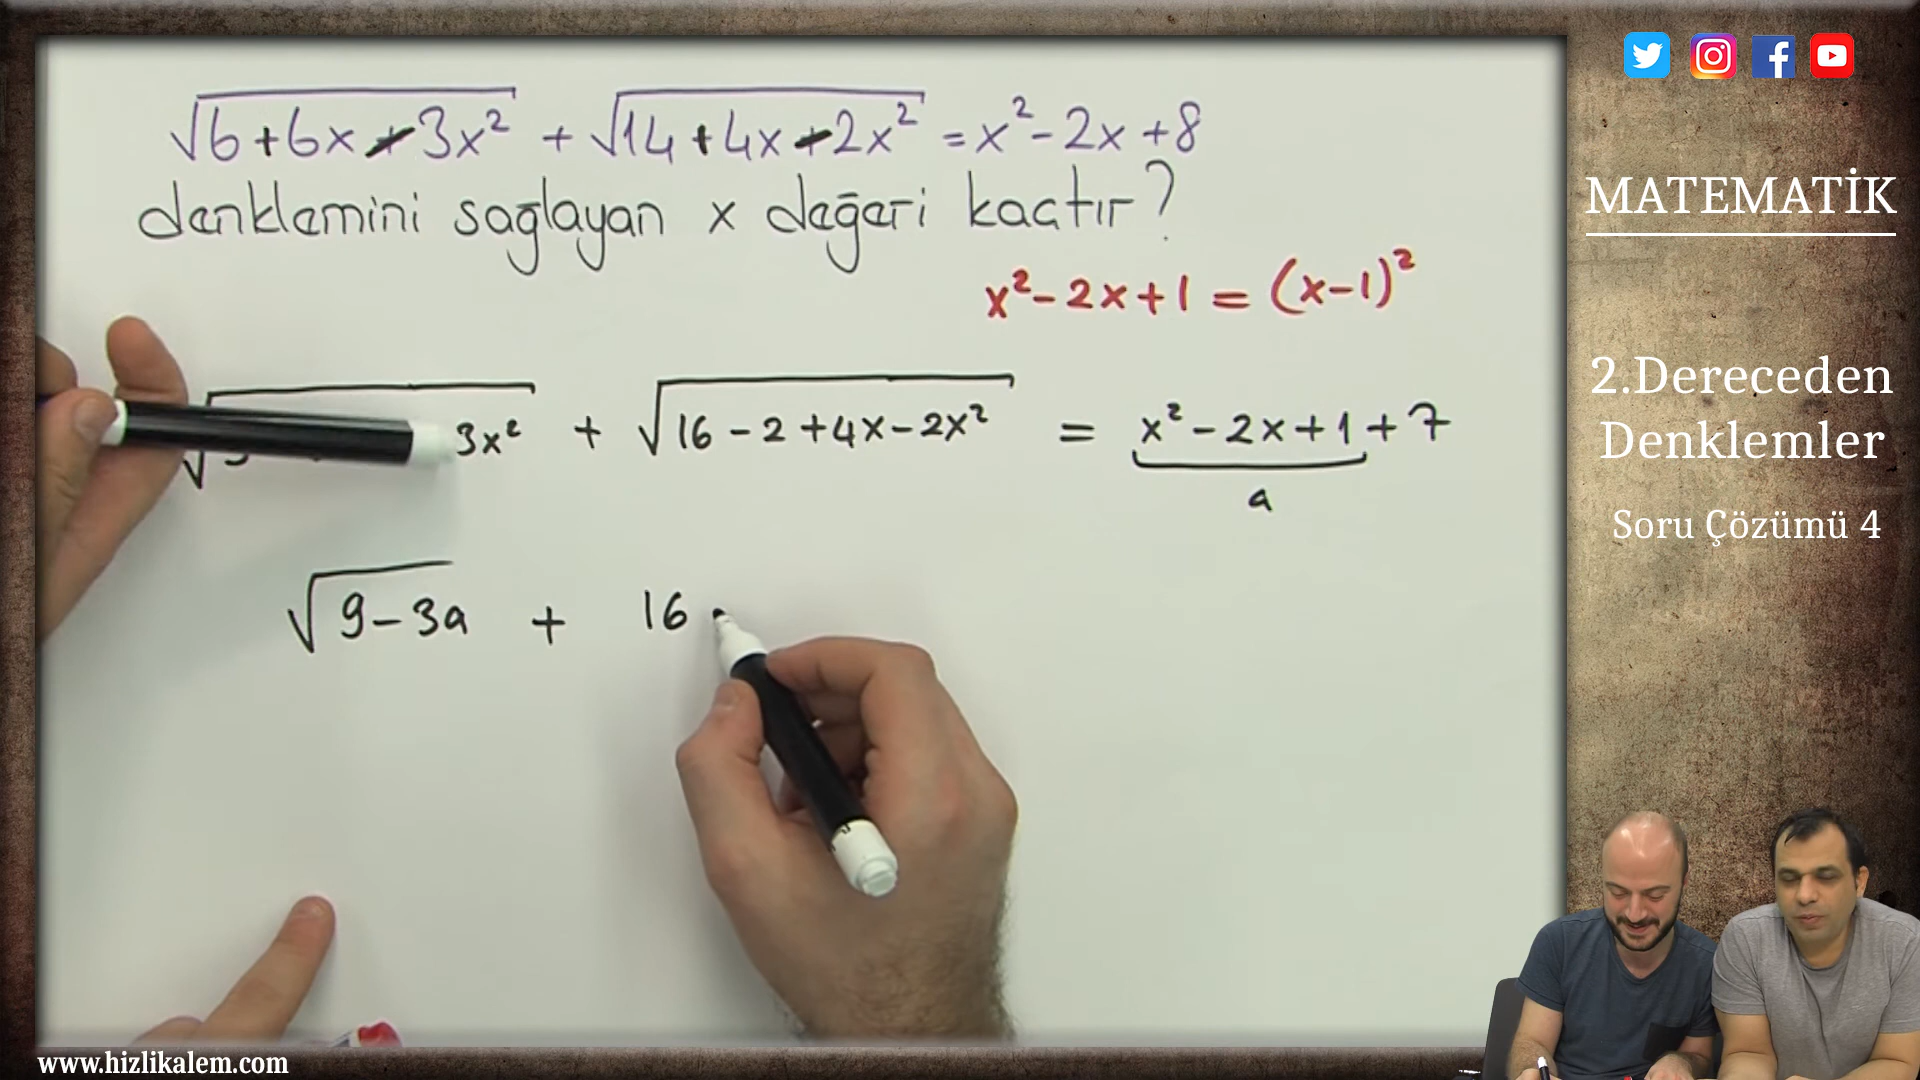 √6+6x-3x² + √14+4x-2x² = x²-2x+8
denklemini sağlayan x değeri kaçtır?
x²-2x+1 = (x-1)²
3x² + √16-2+4x-2x² = x²-2x+1+7
a
√9-3a + 16
MATEMATİK
2.Dereceden
Denklemler
Soru Çözümü 4
www.hizlikalem.com